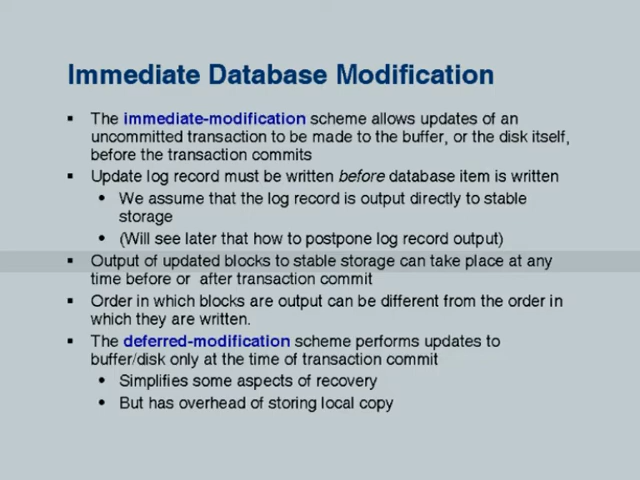 Immediate Database Modification
▪ The immediate-modification scheme allows updates of an
uncommitted transaction to be made to the buffer, or the disk itself,
before the transaction commits
▪ Update log record must be written before database item is written
• We assume that the log record is output directly to stable
storage
• (Will see later that how to postpone log record output)
▪ Output of updated blocks to stable storage can take place at any
time before or after transaction commit
▪ Order in which blocks are output can be different from the order in
which they are written.
▪ The deferred-modification scheme performs updates to
buffer/disk only at the time of transaction commit
• Simplifies some aspects of recovery
• But has overhead of storing local copy